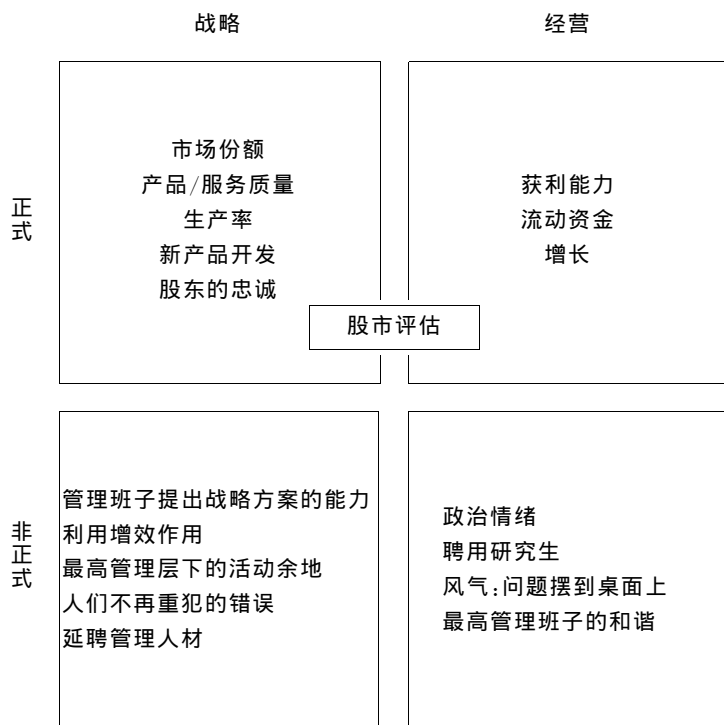 战略
经营
正式
市场份额
产品/服务质量
生产率
新产品开发
股东的忠诚
获利能力
流动资金
增长
股市评估
非正式
管理班子提出战略方案的能力
利用增效作用
最高管理层下的活动余地
人们不再重犯的错误
延聘管理人材
政治情绪
聘用研究生
风气:问题摆到桌面上
最高管理班子的和谐